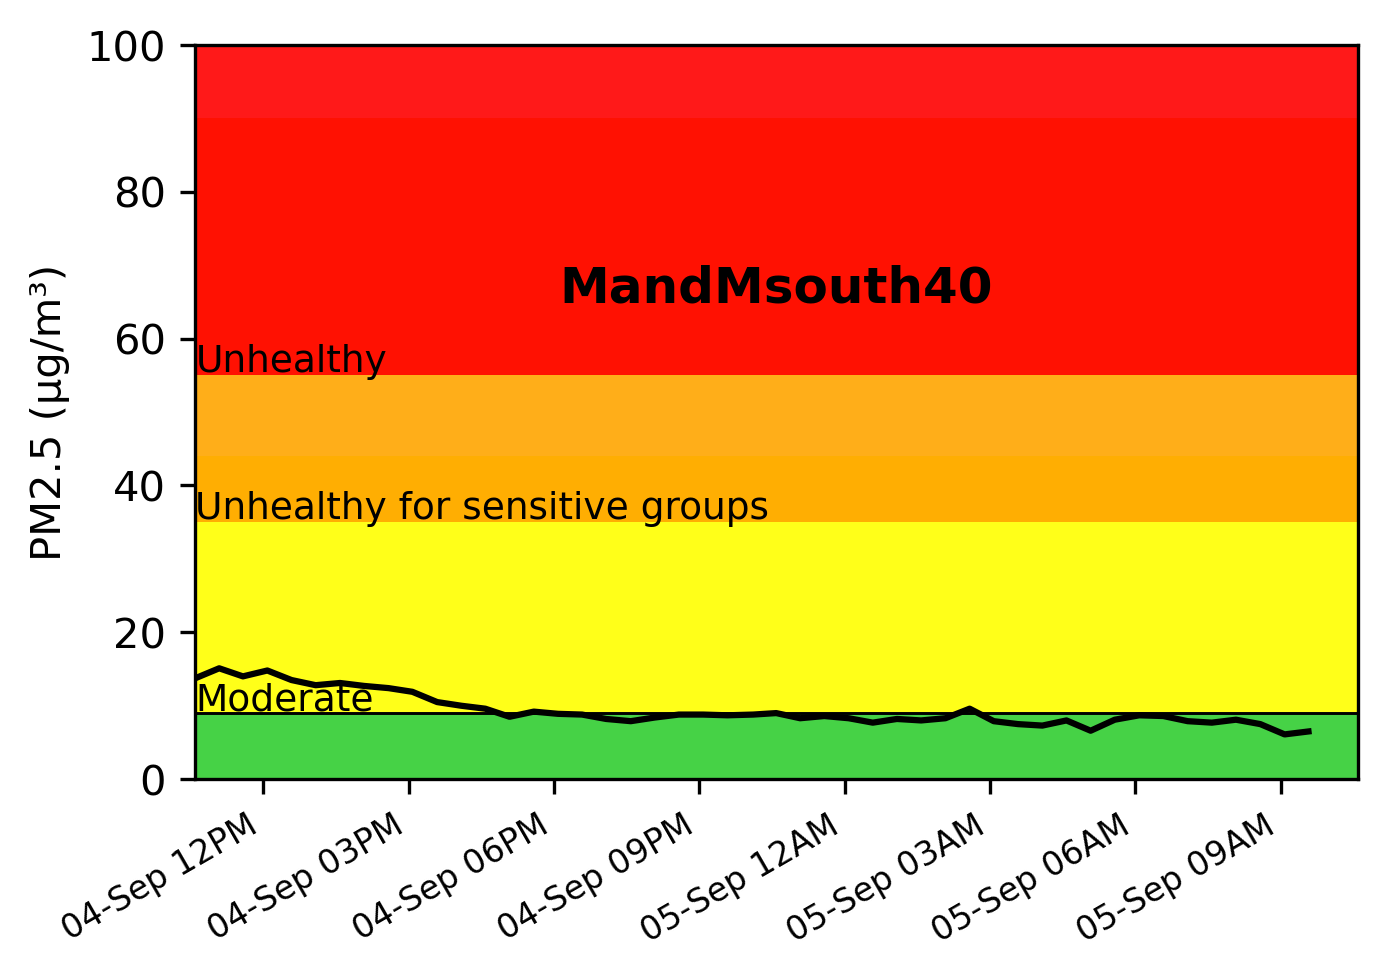 100
80
60
40
20
0
PM2.5 (µg/m³)
MandMsouth40
Unhealthy
Unhealthy for sensitive groups
Moderate
04-Sep 12PM
04-Sep 03PM
04-Sep 06PM
04-Sep 09PM
05-Sep 12AM
05-Sep 03AM
05-Sep 06AM
05-Sep 09AM